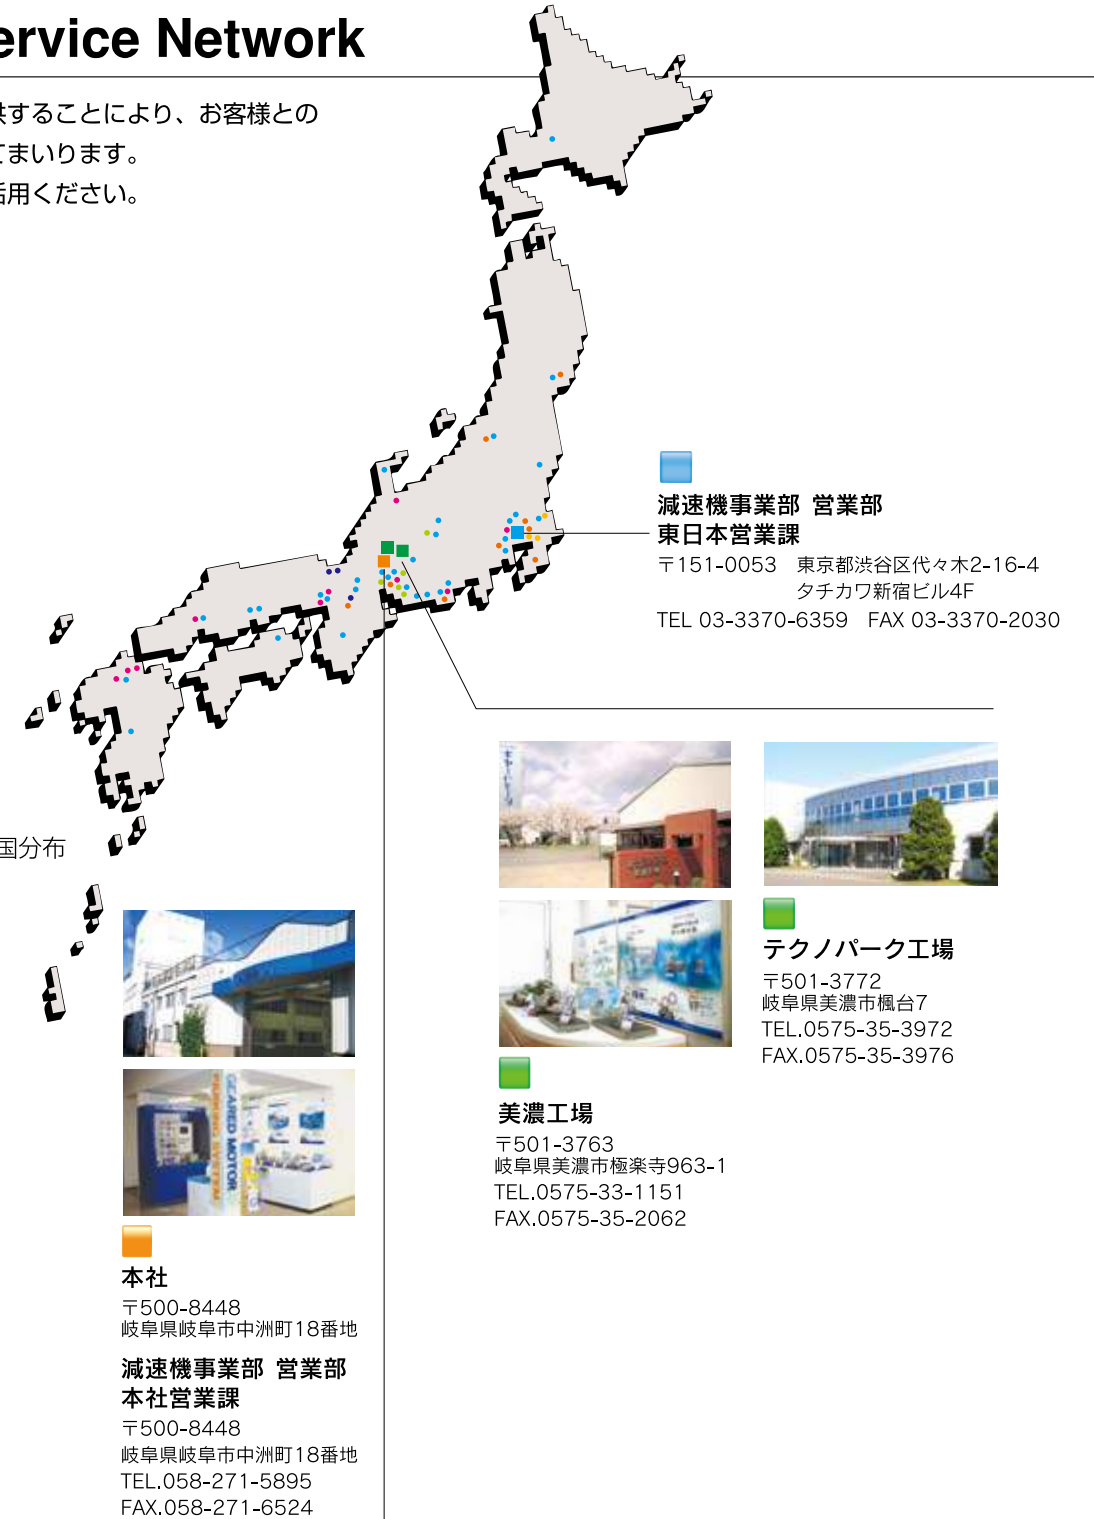 ervice Network
供することにより、お客様との
てまいります。
活用ください。
減速機事業部 営業部
東日本営業課
〒151-0053 東京都渋谷区代々木2-16-4
タチカワ新宿ビル4F
TEL 03-3370-6359 FAX 03-3370-2030
国分布
テクノパーク工場
〒501-3772
岐阜県美濃市楓台7
TEL.0575-35-3972
FAX.0575-35-3976
美濃工場
〒501-3763
岐阜県美濃市極楽寺963-1
TEL.0575-33-1151
FAX.0575-35-2062
GEARED MOTOR
PARKING SYSTEM
本社
〒500-8448
岐阜県岐阜市中洲町18番地
減速機事業部 営業部
本社営業課
〒500-8448
岐阜県岐阜市中洲町18番地
TEL.058-271-5895
FAX.058-271-6524